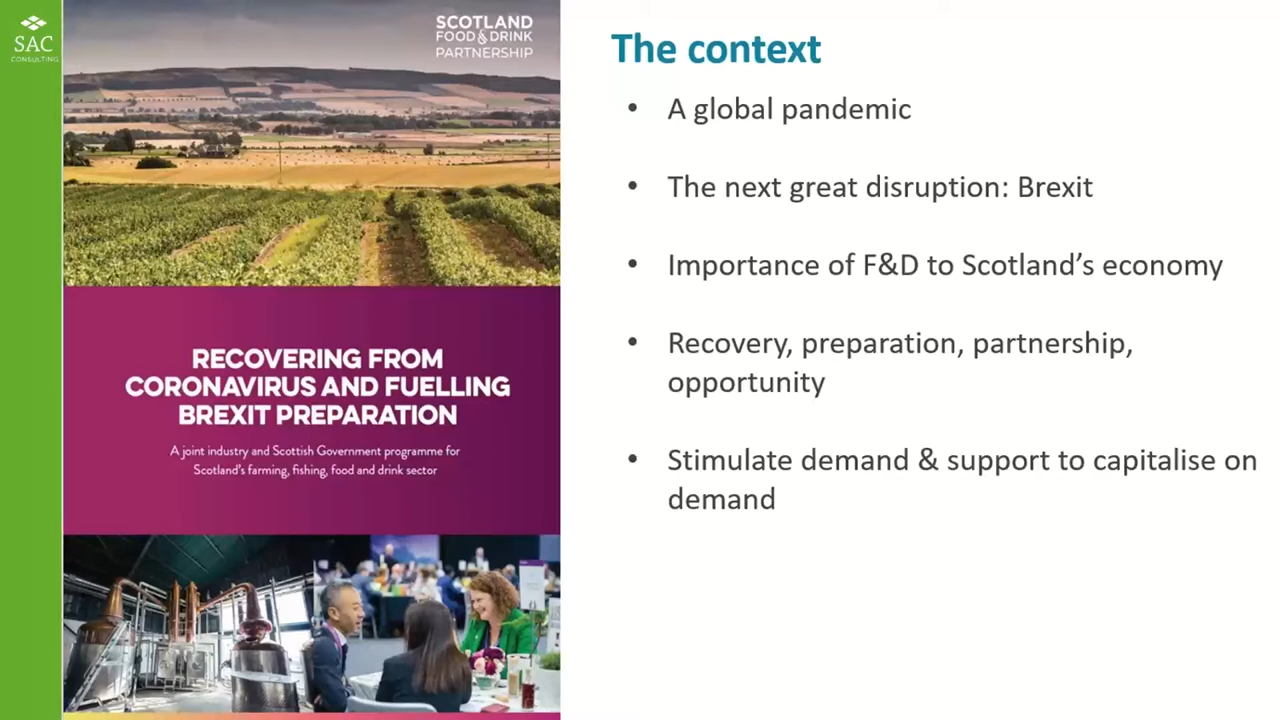 SAC
CONSULTING
SCOTLAND
FOOD & DRINK
PARTNERSHIP
RECOVERING FROM
CORONAVIRUS AND FUELLING
BREXIT PREPARATION
A joint industry and Scottish Government programme for
Scotland's farming, fishing, food and drink sector
The context
• A global pandemic
• The next great disruption: Brexit
• Importance of F&D to Scotland’s economy
• Recovery, preparation, partnership,
opportunity
• Stimulate demand & support to capitalise on
demand